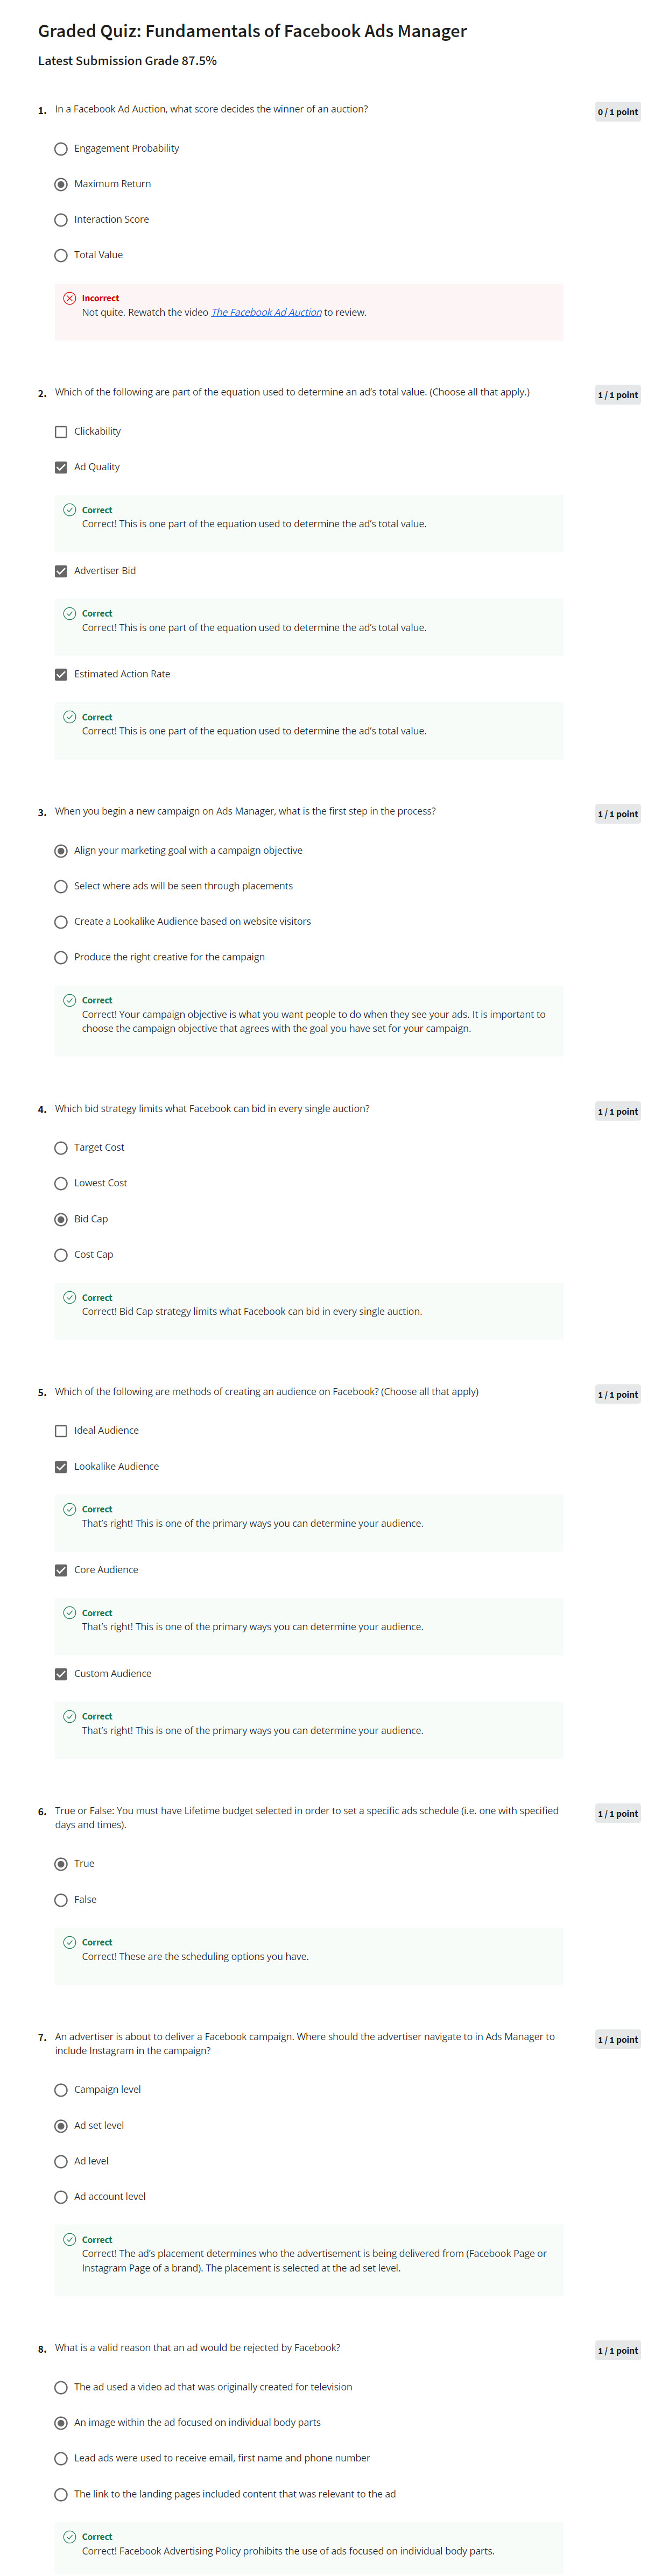 Graded Quiz: Fundamentals of Facebook Ads Manager
Latest Submission Grade 87.5%
1. In a Facebook Ad Auction, what score decides the winner of an auction?
0 / 1 point
Engagement Probability
Maximum Return
Interaction Score
Total Value
Incorrect
Not quite. Rewatch the video The Facebook Ad Auction to review.
2. Which of the following are part of the equation used to determine an ad's total value. (Choose all that apply.)
1 / 1 point
Clickability
Ad Quality
Correct
Correct! This is one part of the equation used to determine the ad's total value.
Advertiser Bid
Correct
Correct! This is one part of the equation used to determine the ad's total value.
Estimated Action Rate
Correct
Correct! This is one part of the equation used to determine the ad's total value.
3. When you begin a new campaign on Ads Manager, what is the first step in the process?
1 / 1 point
Align your marketing goal with a campaign objective
Select where ads will be seen through placements
Create a Lookalike Audience based on website visitors
Produce the right creative for the campaign
Correct
Correct! Your campaign objective is what you want people to do when they see your ads. It is important to
choose the campaign objective that agrees with the goal you have set for your campaign.
4. Which bid strategy limits what Facebook can bid in every single auction?
1 / 1 point
Target Cost
Lowest Cost
Bid Cap
Cost Cap
Correct
Correct! Bid Cap strategy limits what Facebook can bid in every single auction.
5. Which of the following are methods of creating an audience on Facebook? (Choose all that apply)
1 / 1 point
Ideal Audience
Lookalike Audience
Correct
That's right! This is one of the primary ways you can determine your audience.
Core Audience
Correct
That's right! This is one of the primary ways you can determine your audience.
Custom Audience
Correct
That's right! This is one of the primary ways you can determine your audience.
6. True or False: You must have Lifetime budget selected in order to set a specific ads schedule (i.e. one with specified
days and times).
1 / 1 point
True
False
Correct
Correct! These are the scheduling options you have.
7. An advertiser is about to deliver a Facebook campaign. Where should the advertiser navigate to in Ads Manager to
include Instagram in the campaign?
1 / 1 point
Campaign level
Ad set level
Ad level
Ad account level
Correct
Correct! The ad's placement determines who the advertisement is being delivered from (Facebook Page or
Instagram Page of a brand). The placement is selected at the ad set level.
8. What is a valid reason that an ad would be rejected by Facebook?
1 / 1 point
The ad used a video ad that was originally created for television
An image within the ad focused on individual body parts
Lead ads were used to receive email, first name and phone number
The link to the landing pages included content that was relevant to the ad
Correct
Correct! Facebook Advertising Policy prohibits the use of ads focused on individual body parts.